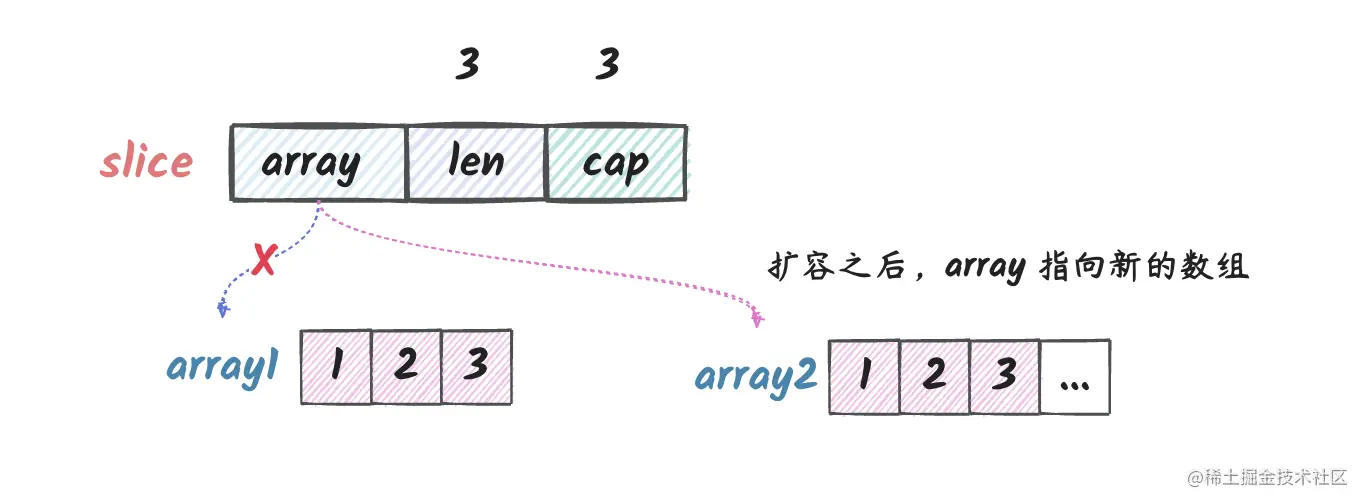 3 3
slice array len cap
X
扩容之后，array 指向新的数组
array1 1 2 3
array2 1 2 3 ...
@稀土掘金技术社区